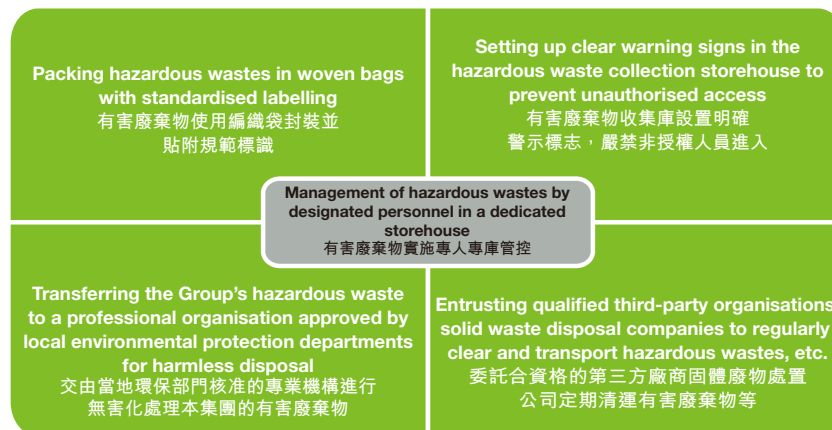 Packing hazardous wastes in woven bags
with standardised labelling
有害廢棄物使用編織袋封裝並
貼附規範標識
Setting up clear warning signs in the
hazardous waste collection storehouse to
prevent unauthorised access
有害廢棄物收集庫設置明確
警示標志，嚴禁非授權人員進入
Management of hazardous wastes by
designated personnel in a dedicated
storehouse
有害廢棄物實施專人專庫管控
Transferring the Group's hazardous waste
to a professional organisation approved by
local environmental protection departments
for harmless disposal
交由當地環保部門核准的專業機構進行
無害化處理本集團的有害廢棄物
Entrusting qualified third-party organisations
solid waste disposal companies to regularly
clear and transport hazardous wastes, etc.
委託合資格的第三方廠商固體廢物處置
公司定期清運有害廢棄物等